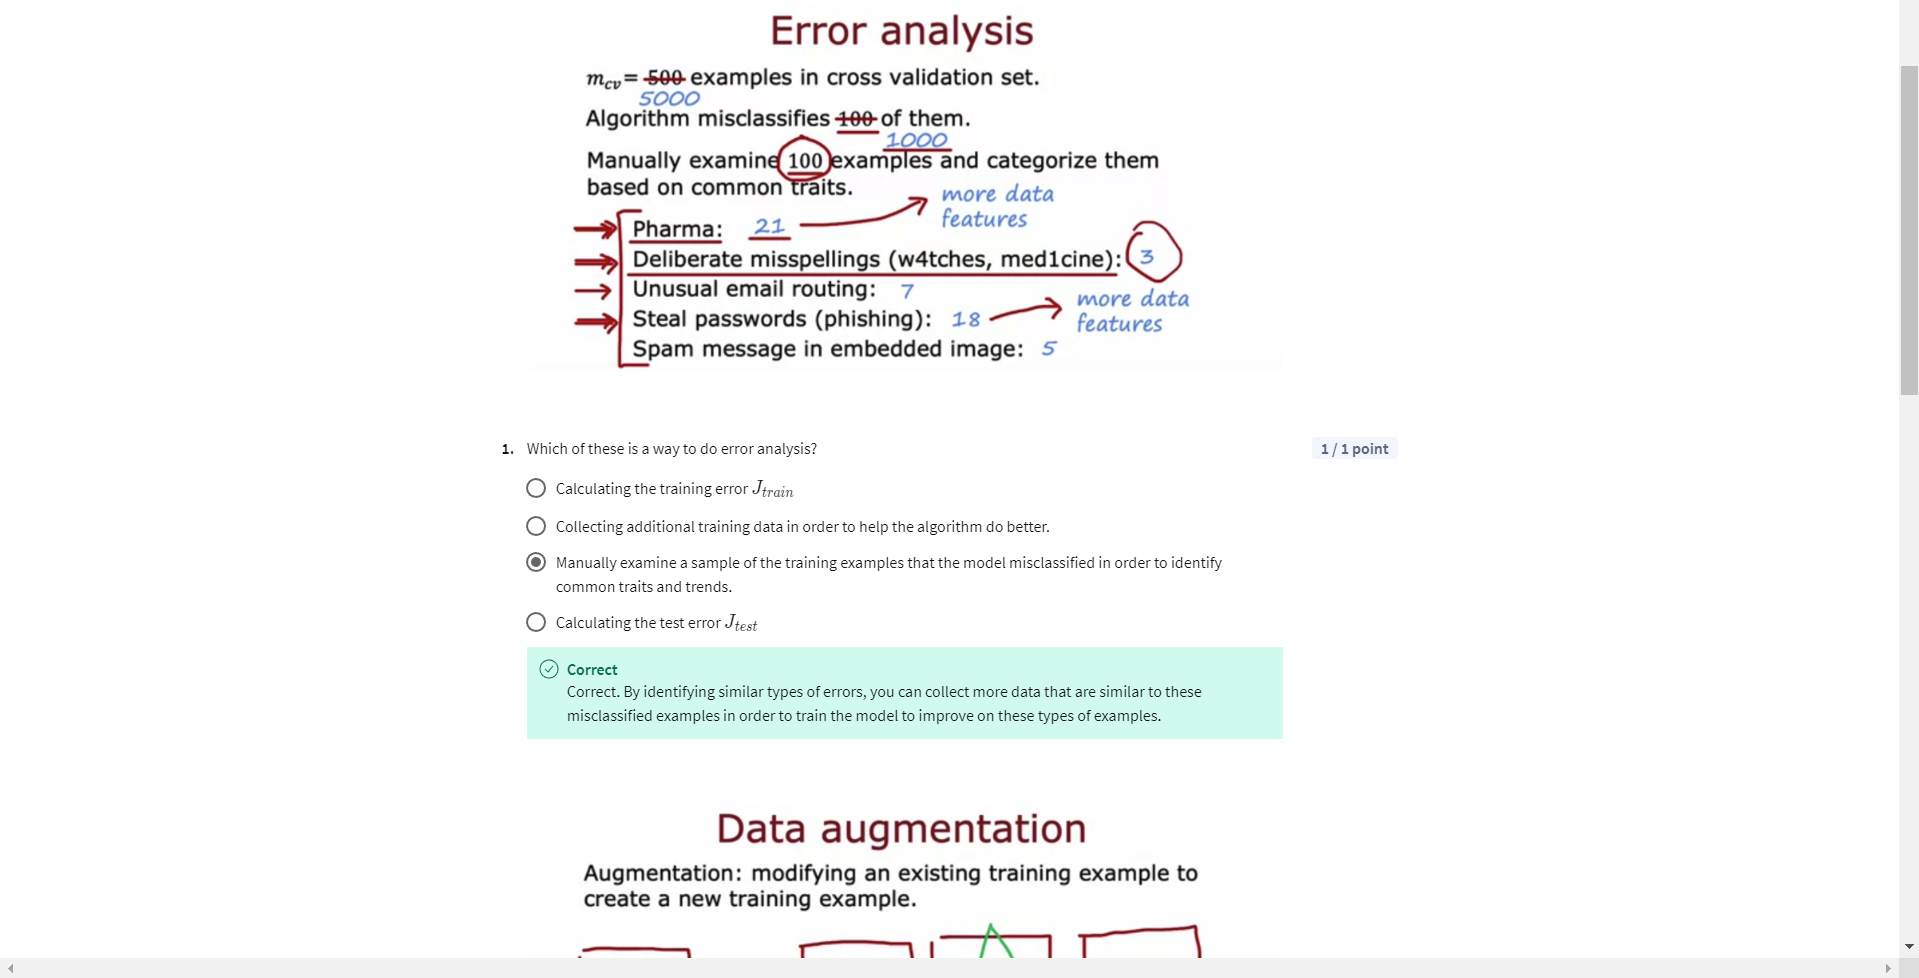 Error analysis
mcv= 500 examples in cross validation set.
5000
Algorithm misclassifies 100 of them.
1000
Manually examine 100 examples and categorize them
based on common traits.
more data
features
Pharma: 21
Deliberate misspellings (w4tches, med1cine): 3
Unusual email routing: 7
more data
features
Steal passwords (phishing): 18
Spam message in embedded image: 5
1. Which of these is a way to do error analysis?
1 / 1 point
Calculating the training error Jtrain
Collecting additional training data in order to help the algorithm do better.
Manually examine a sample of the training examples that the model misclassified in order to identify
common traits and trends.
Calculating the test error Jtest
Correct
Correct. By identifying similar types of errors, you can collect more data that are similar to these
misclassified examples in order to train the model to improve on these types of examples.
Data augmentation
Augmentation: modifying an existing training example to
create a new training example.